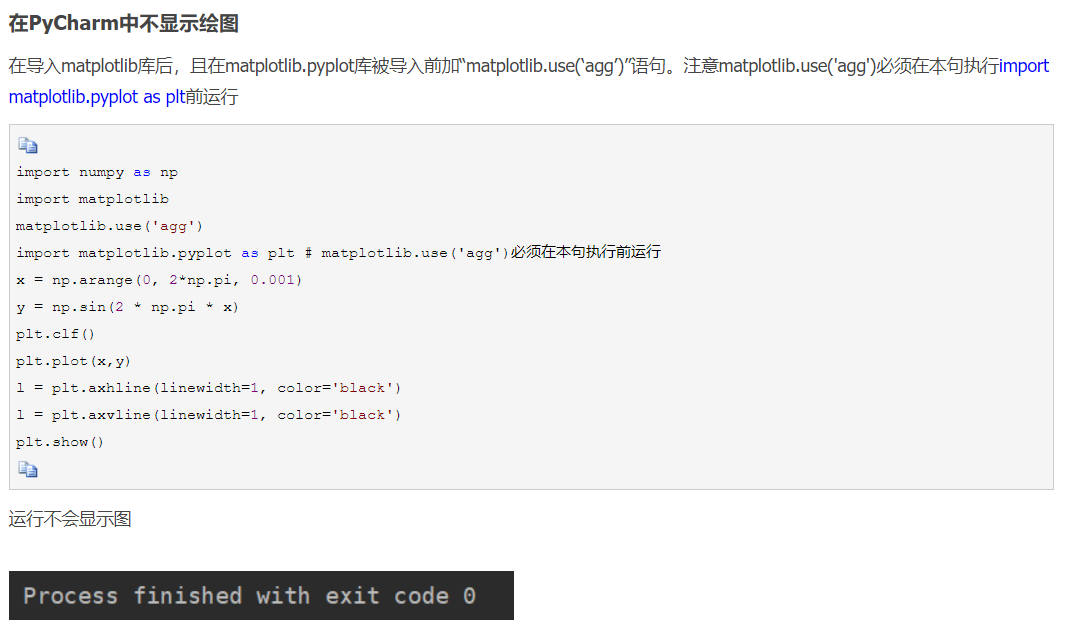 在PyCharm中不显示绘图
在导入matplotlib库后，且在matplotlib.pyplot库被导入前加“matplotlib.use(‘agg’)”语句。注意matplotlib.use('agg')必须在本句执行import
matplotlib.pyplot as plt前运行
import numpy as np
import matplotlib
matplotlib.use('agg')
import matplotlib.pyplot as plt # matplotlib.use('agg')必须在本句执行前运行
x = np.arange(0, 2*np.pi, 0.001)
y = np.sin(2 * np.pi * x)
plt.clf()
plt.plot(x,y)
l = plt.axhline(linewidth=1, color='black')
l = plt.axvline(linewidth=1, color='black')
plt.show()
运行不会显示图
Process finished with exit code 0